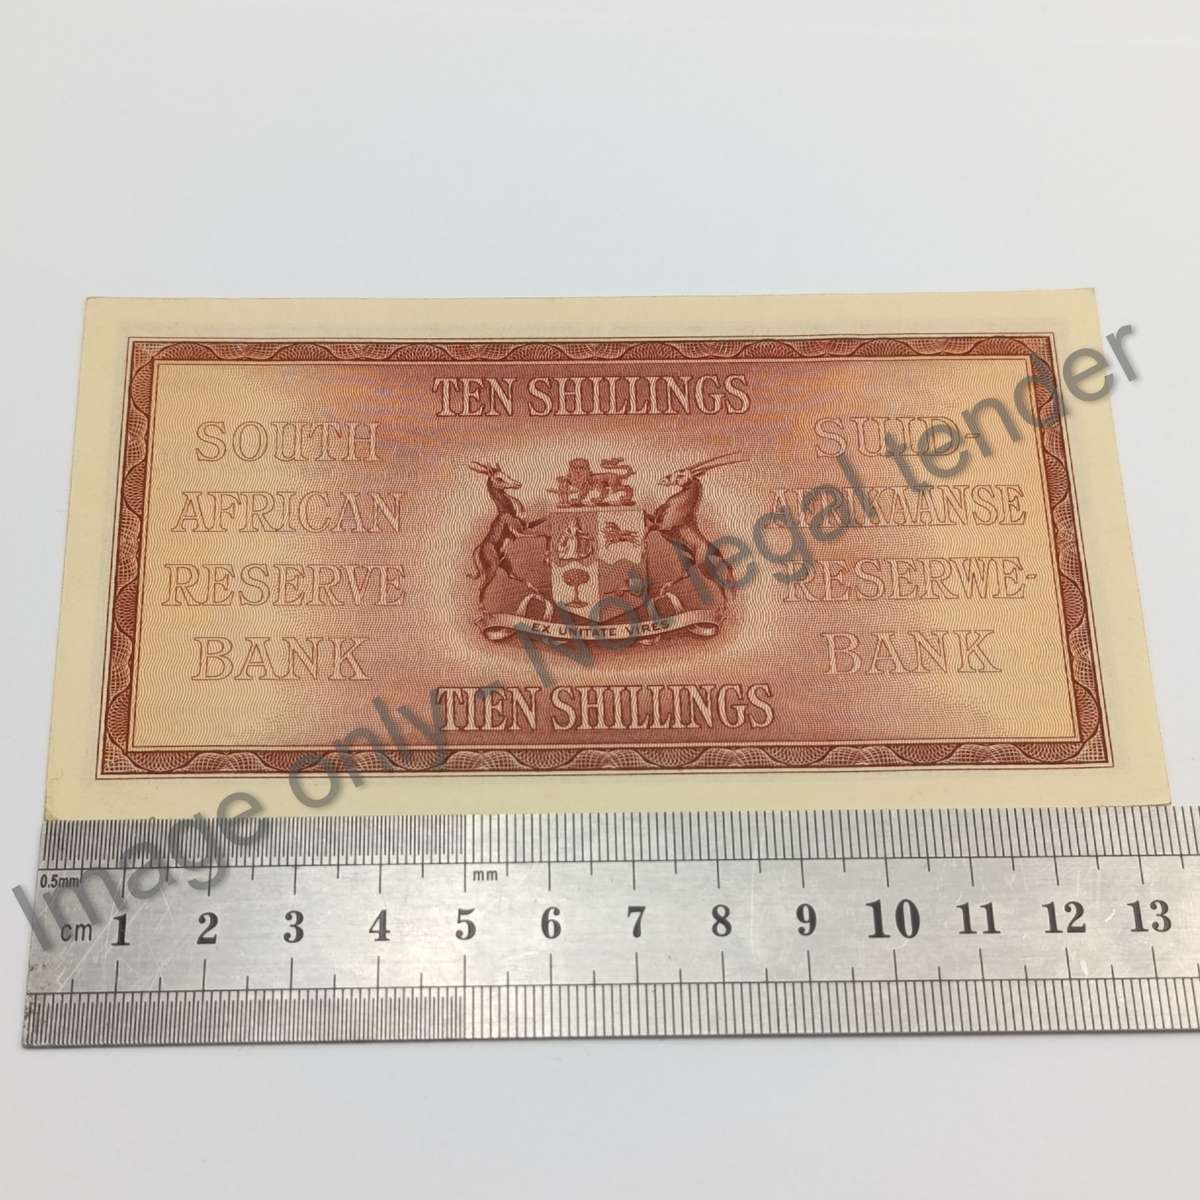 TEN SHILLINGS
SOUTH
AFRICAN
RESERVE
BANK
SUID-
AFRIKAANSE
RESERWE-
BANK
EX UNITATE VIRES
TIEN SHILLINGS
Image only - Not legal tender
0.5mm
mm
cm 1 2 3 4 5 6 7 8 9 10 11 12 13